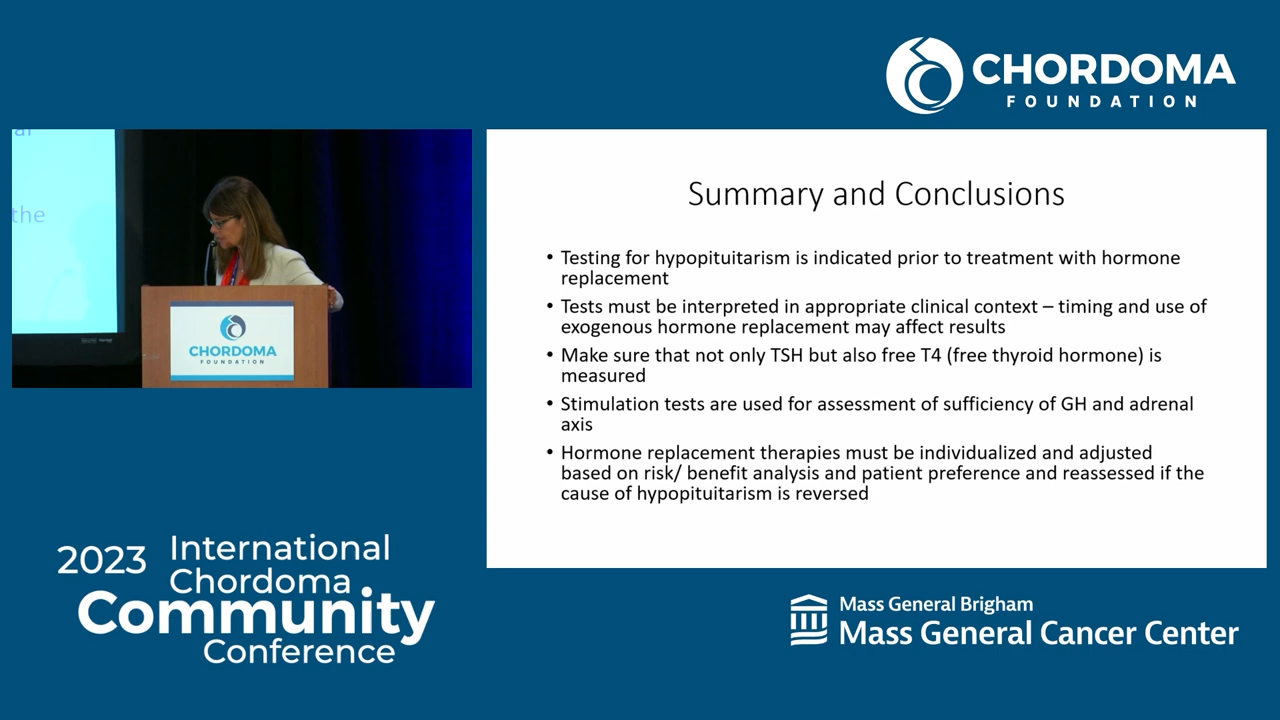 CHORDOMA
FOUNDATION
al
the
CHORDOMA
FOUNDATION
Summary and Conclusions
• Testing for hypopituitarism is indicated prior to treatment with hormone
replacement
• Tests must be interpreted in appropriate clinical context – timing and use of
exogenous hormone replacement may affect results
• Make sure that not only TSH but also free T4 (free thyroid hormone) is
measured
• Stimulation tests are used for assessment of sufficiency of GH and adrenal
axis
• Hormone replacement therapies must be individualized and adjusted
based on risk/ benefit analysis and patient preference and reassessed if the
cause of hypopituitarism is reversed
2023 International
Chordoma
Community
Conference
Mass General Brigham
Mass General Cancer Center